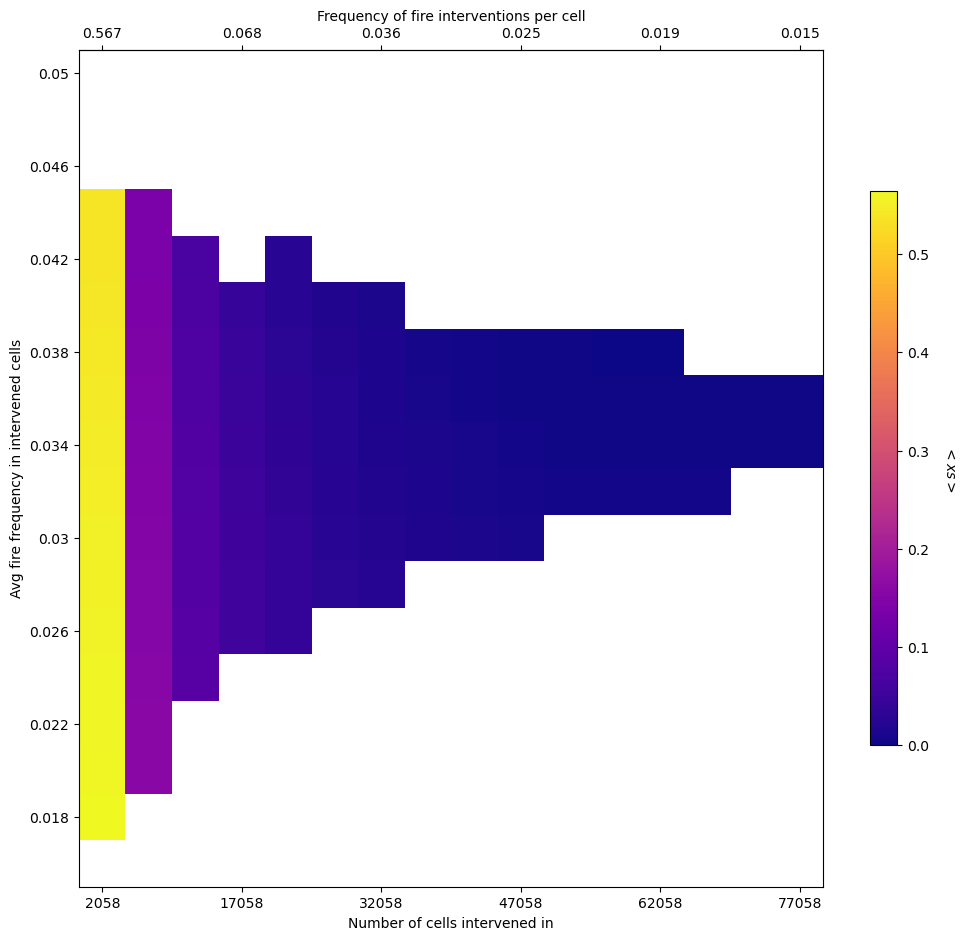 Frequency of fire interventions per cell
0.567 0.068 0.036 0.025 0.019 0.015
0.05
0.046
0.042
0.038
0.034
0.03
0.026
0.022
0.018
Avg fire frequency in intervened cells
2058 17058 32058 47058 62058 77058
Number of cells intervened in
0.5
0.4
0.3
0.2
0.1
0.0
< xs >